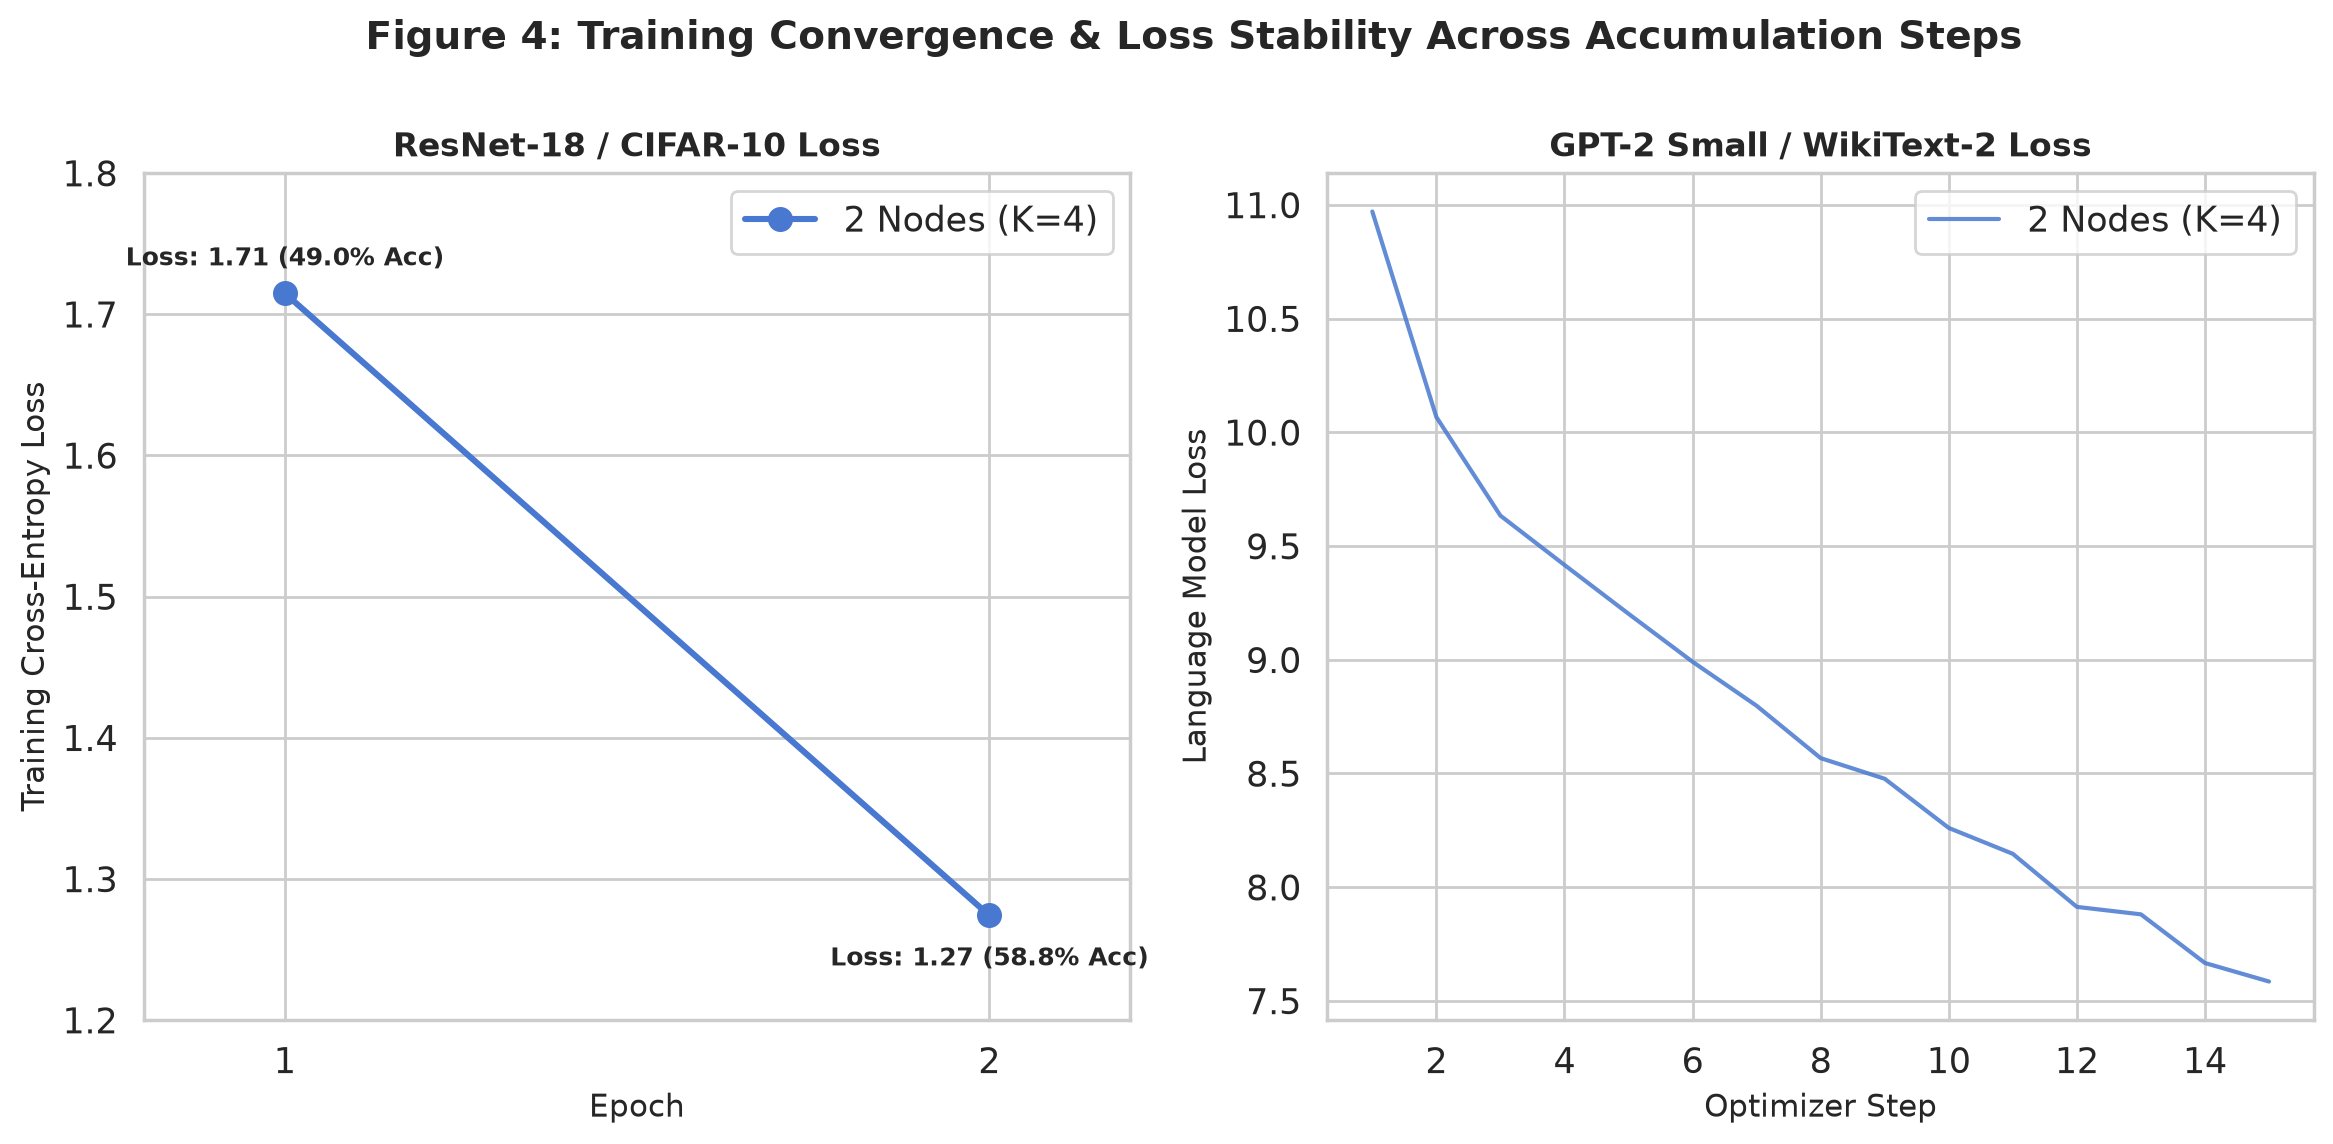 Figure 4: Training Convergence & Loss Stability Across Accumulation Steps
ResNet-18 / CIFAR-10 Loss
Training Cross-Entropy Loss
1.8
1.7
1.6
1.5
1.4
1.3
1.2
2 Nodes (K=4)
Loss: 1.71 (49.0% Acc)
Loss: 1.27 (58.8% Acc)
1
2
Epoch
GPT-2 Small / WikiText-2 Loss
Language Model Loss
11.0
10.5
10.0
9.5
9.0
8.5
8.0
7.5
2 Nodes (K=4)
2
4
6
8
10
12
14
Optimizer Step